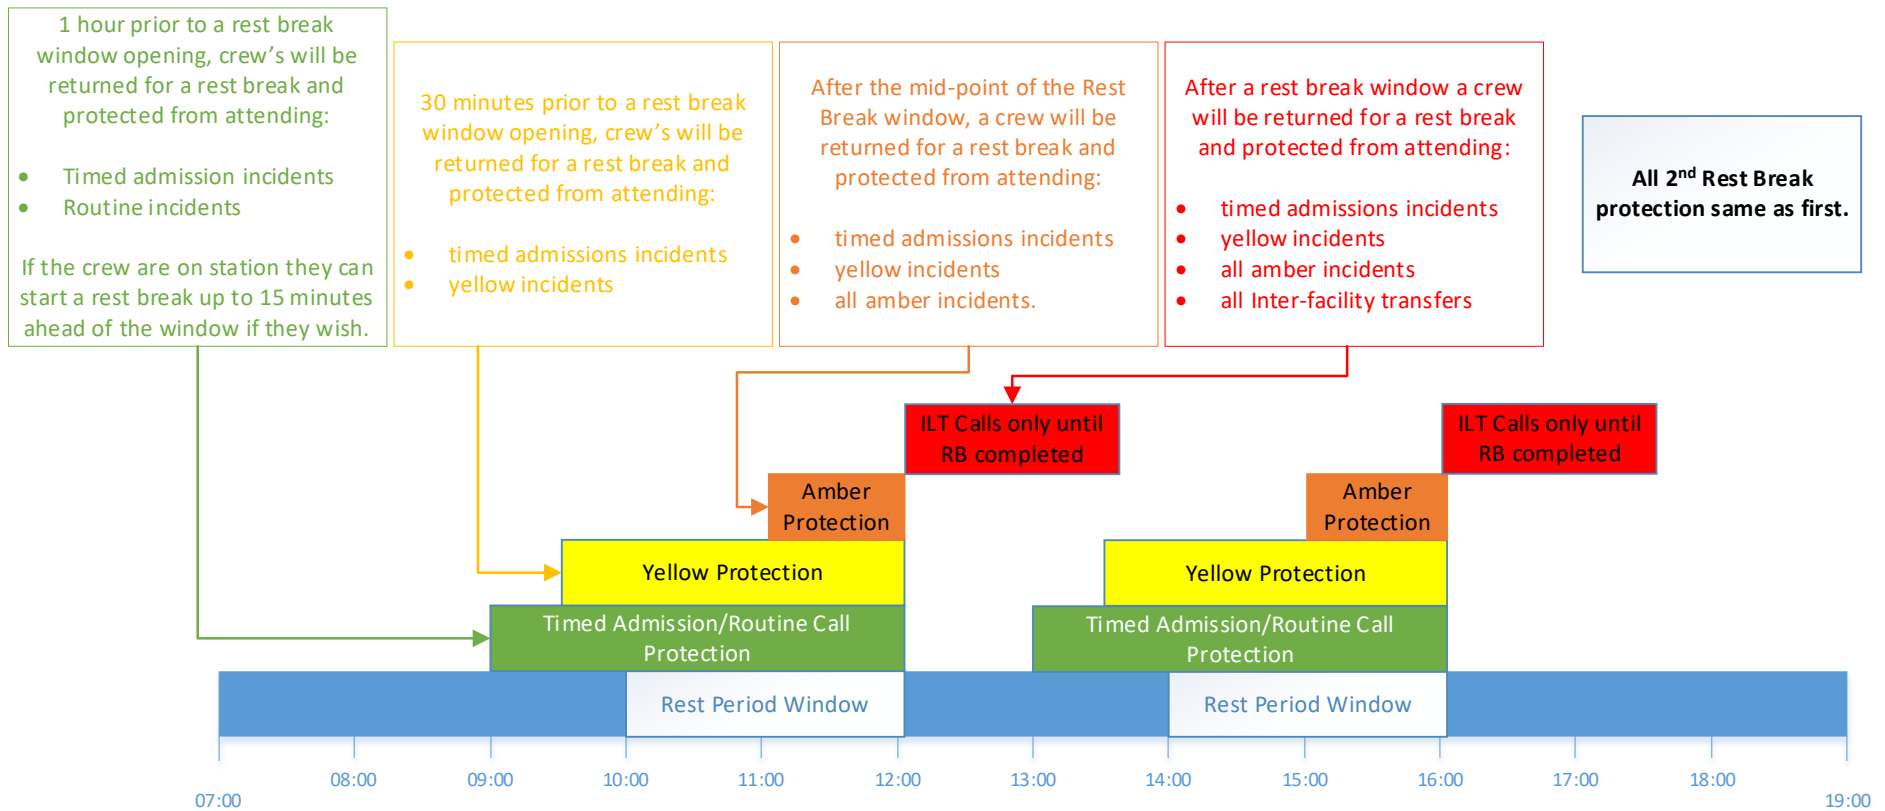 1 hour prior to a rest break
window opening, crew’s will be
returned for a rest break and
protected from attending:
• Timed admission incidents
• Routine incidents
If the crew are on station they can
start a rest break up to 15 minutes
ahead of the window if they wish.
30 minutes prior to a rest break
window opening, crew’s will be
returned for a rest break and
protected from attending:
• timed admissions incidents
• yellow incidents
After the mid-point of the Rest
Break window, a crew will be
returned for a rest break and
protected from attending:
• timed admissions incidents
• yellow incidents
• all amber incidents.
After a rest break window a crew
will be returned for a rest break
and protected from attending:
• timed admissions incidents
• yellow incidents
• all amber incidents
• all Inter-facility transfers
All 2nd Rest Break
protection same as first.
ILT Calls only until
RB completed
ILT Calls only until
RB completed
Amber
Protection
Amber
Protection
Yellow Protection
Yellow Protection
Timed Admission/Routine Call
Protection
Timed Admission/Routine Call
Protection
Rest Period Window
Rest Period Window
07:00
08:00
09:00
10:00
11:00
12:00
13:00
14:00
15:00
16:00
17:00
18:00
19:00